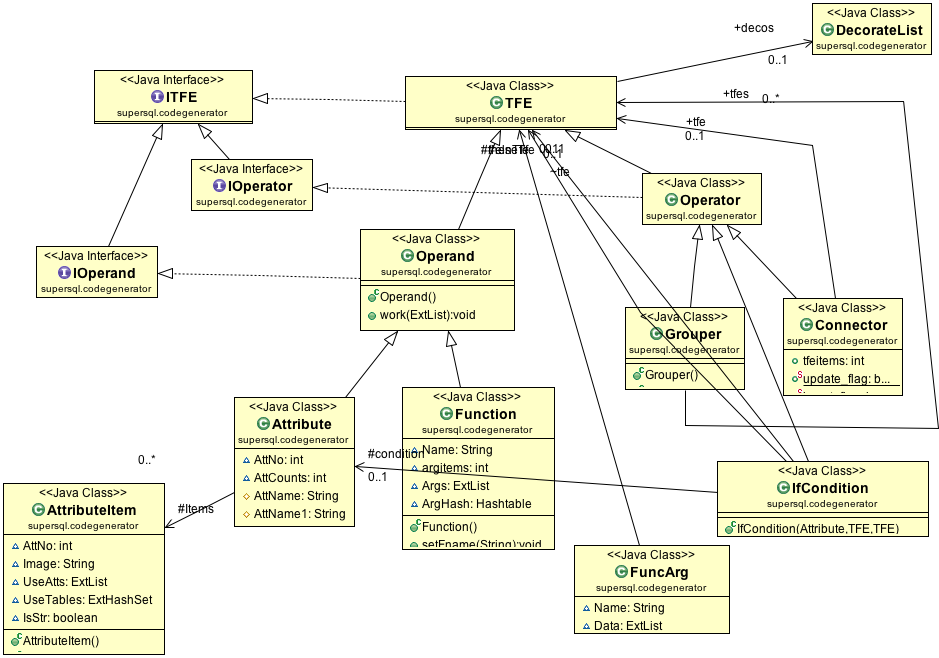 <<Java Class>>
DecorateList
supersql.codegenerator
+decos
0..1
<<Java Interface>>
ITFE
supersql.codegenerator
<<Java Class>>
TFE
supersql.codegenerator
+tfes
0..*
+tfe
0..1
0..1
~tfe
<<Java Interface>>
IOperator
supersql.codegenerator
<<Java Class>>
Operator
supersql.codegenerator
<<Java Interface>>
IOperand
supersql.codegenerator
<<Java Class>>
Operand
supersql.codegenerator
Operand()
work(ExtList):void
<<Java Class>>
Grouper
supersql.codegenerator
Grouper()
<<Java Class>>
Connector
supersql.codegenerator
tfeitems: int
update_flag: b...
<<Java Class>>
Attribute
supersql.codegenerator
AttNo: int
AttCounts: int
AttName: String
AttName1: String
<<Java Class>>
Function
supersql.codegenerator
Name: String
argitems: int
Args: ExtList
ArgHash: Hashtable
Function()
setFname(String):void
#condition
0..1
0..*
#Items
<<Java Class>>
IfCondition
supersql.codegenerator
IfCondition(Attribute,TFE,TFE)
<<Java Class>>
AttributeItem
supersql.codegenerator
AttNo: int
Image: String
UseAtts: ExtList
UseTables: ExtHashSet
IsStr: boolean
AttributeItem()
<<Java Class>>
FuncArg
supersql.codegenerator
Name: String
Data: ExtList